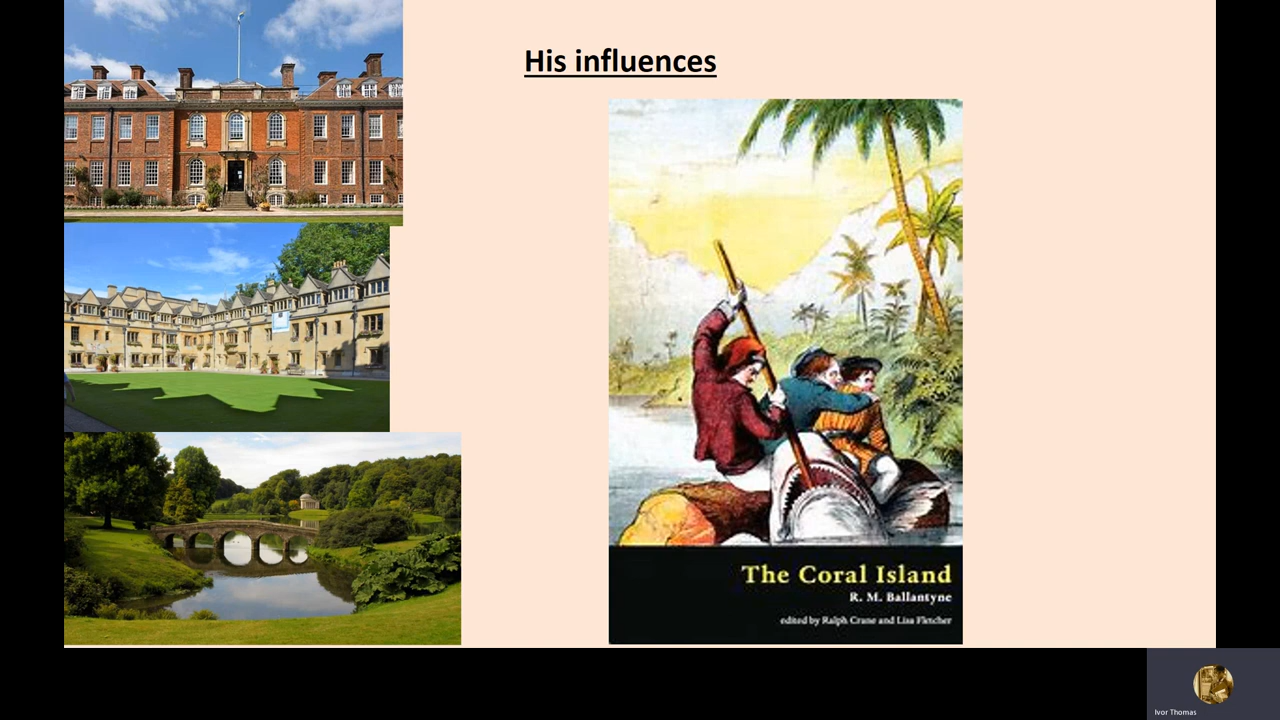 His influences
The Coral Island
R. M. Ballantyne
edited by Ralph Crane and Lisa Fletcher
Ivor Thomas